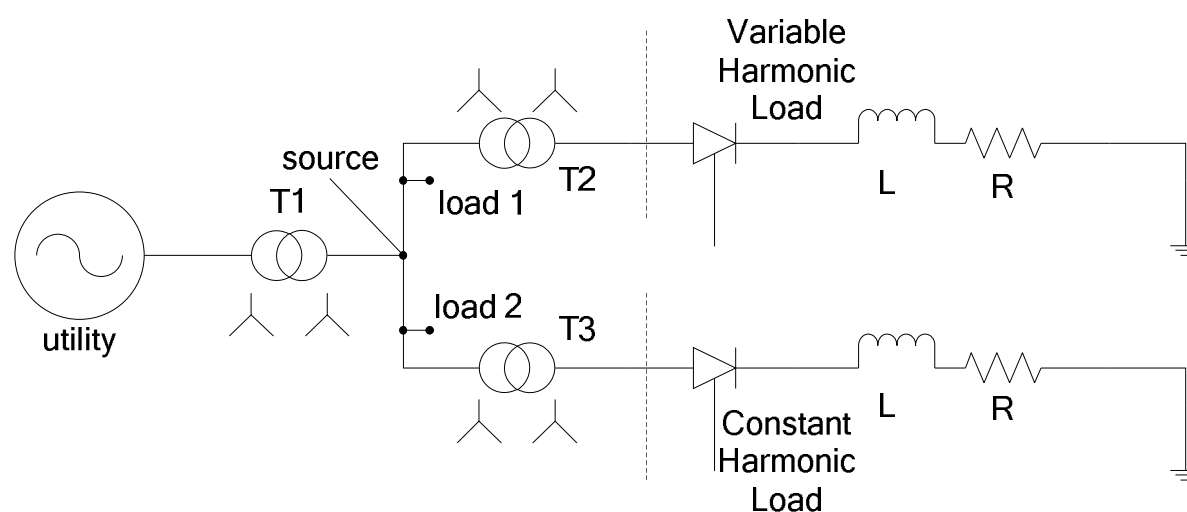 Variable
Harmonic
Load
source
T1
T2
load 1
L
R
utility
load 2
T3
L
R
Constant
Harmonic
Load